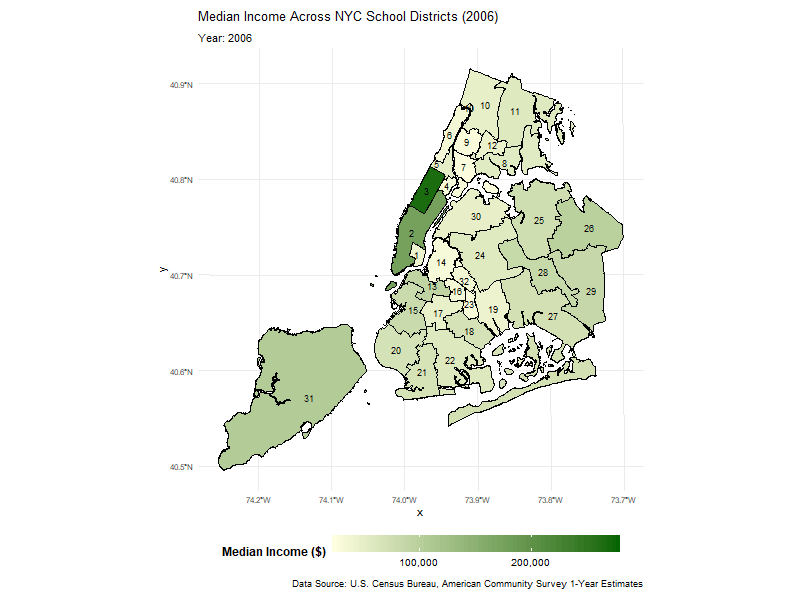 Median Income Across NYC School Districts (2006)
Year: 2006
40.9°N
40.8°N
40.7°N
40.6°N
40.5°N
y
10
11
6
9
12
5
7
8
4
3
30
25
26
2
1
14
24
28
32
13
16
29
23
15
17
19
27
18
20
22
21
31
74.2°W
74.1°W
74.0°W
73.9°W
73.8°W
73.7°W
x
Median Income ($)
100,000
200,000
Data Source: U.S. Census Bureau, American Community Survey 1-Year Estimates